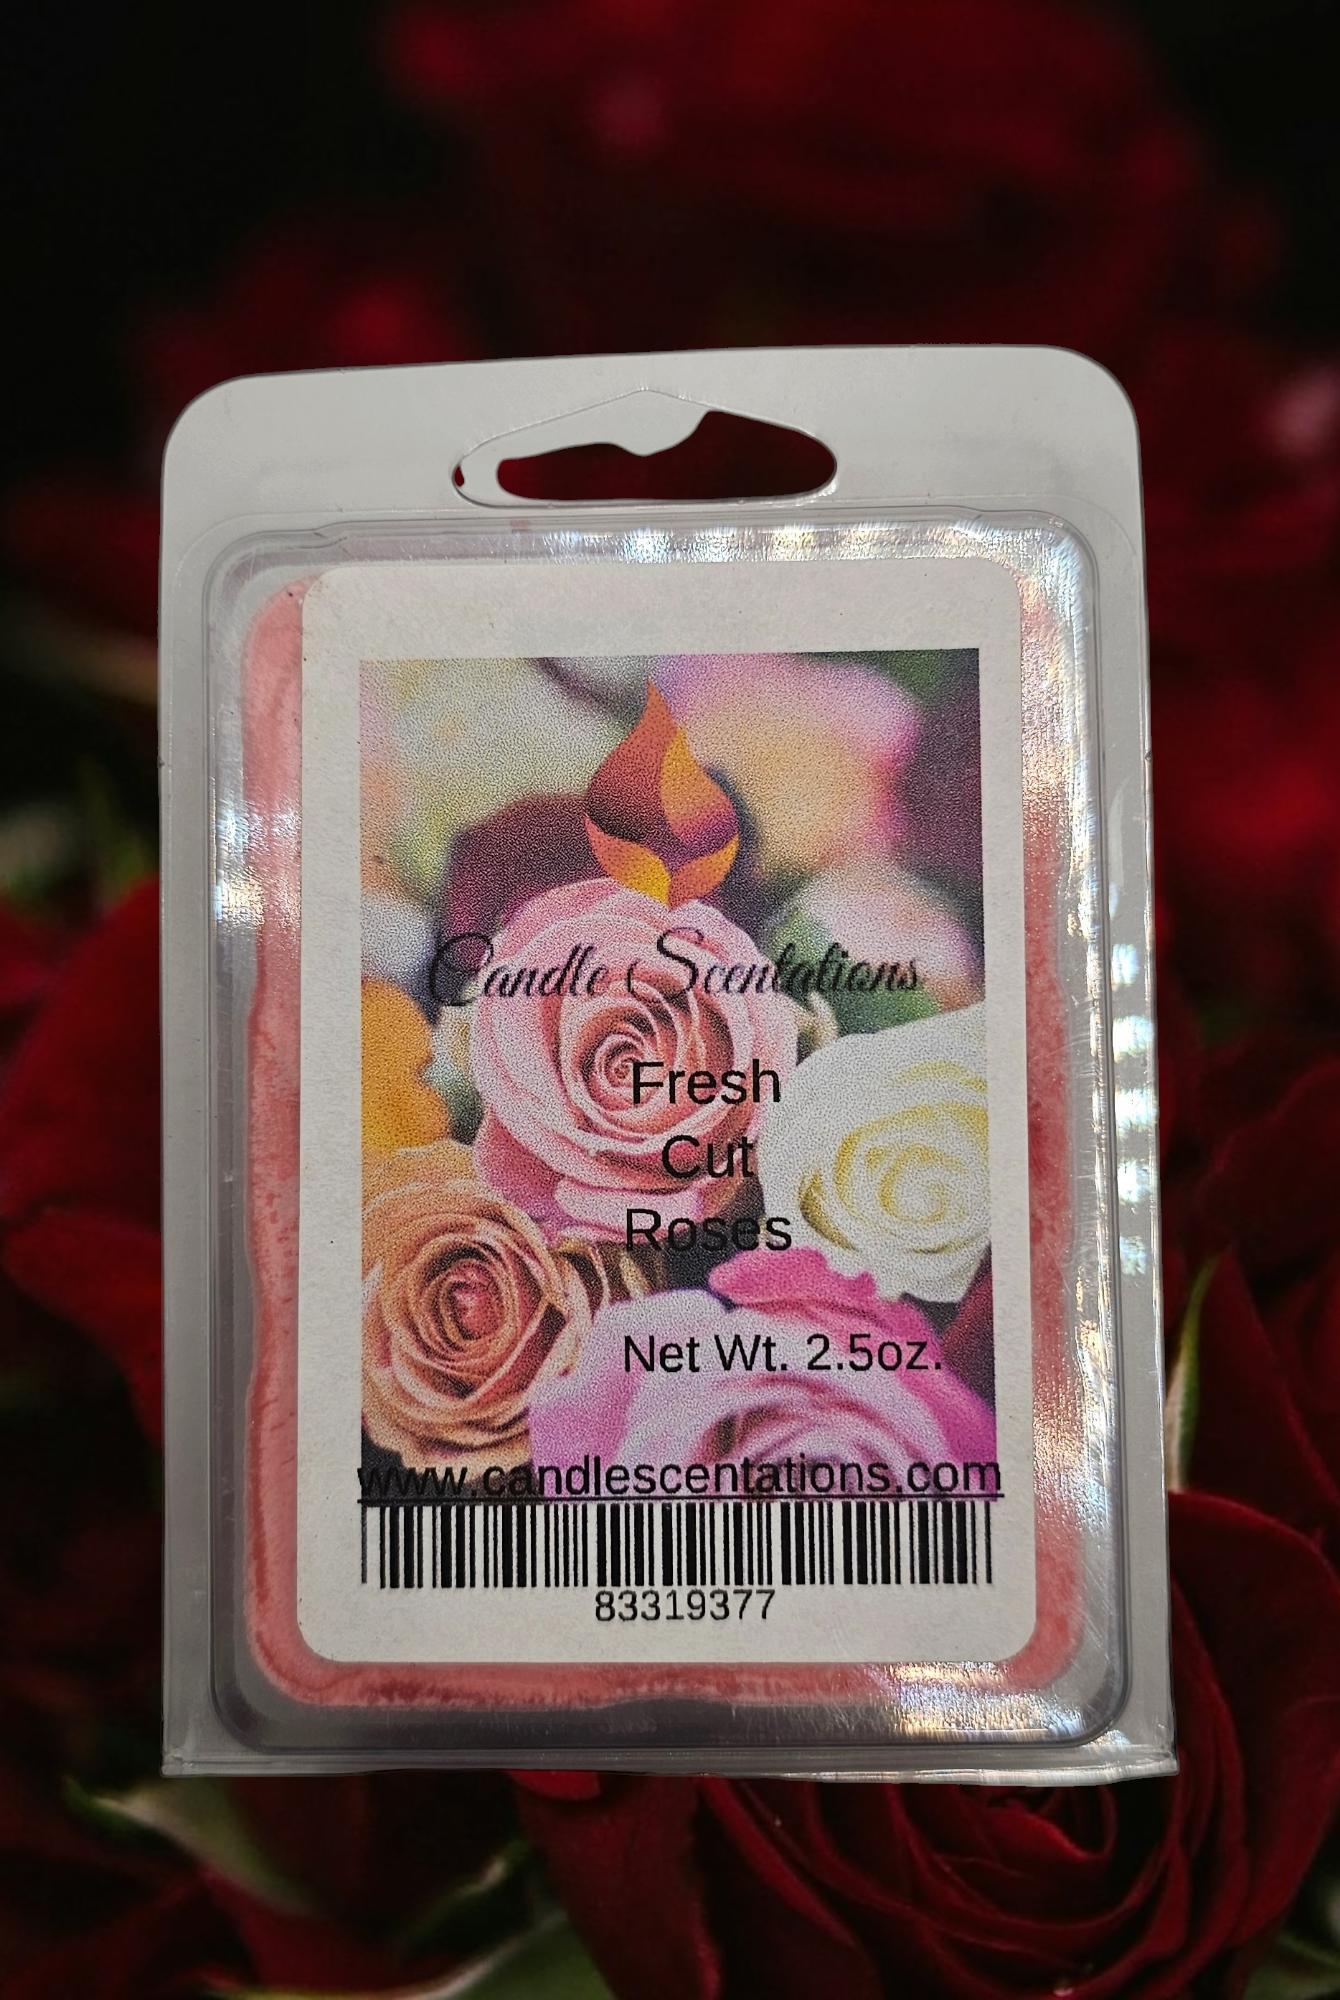 Candle Scentations
Fresh
Cut
Roses
Net Wt. 2.5oz.
www.candlescentations.com
83319377